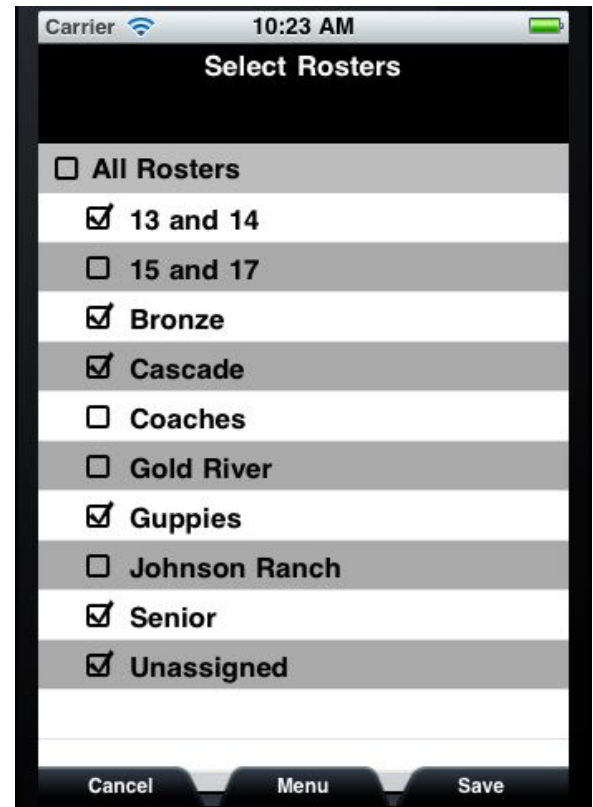 Carrier 10:23 AM
Select Rosters
All Rosters
13 and 14
15 and 17
Bronze
Cascade
Coaches
Gold River
Guppies
Johnson Ranch
Senior
Unassigned
Cancel Menu Save